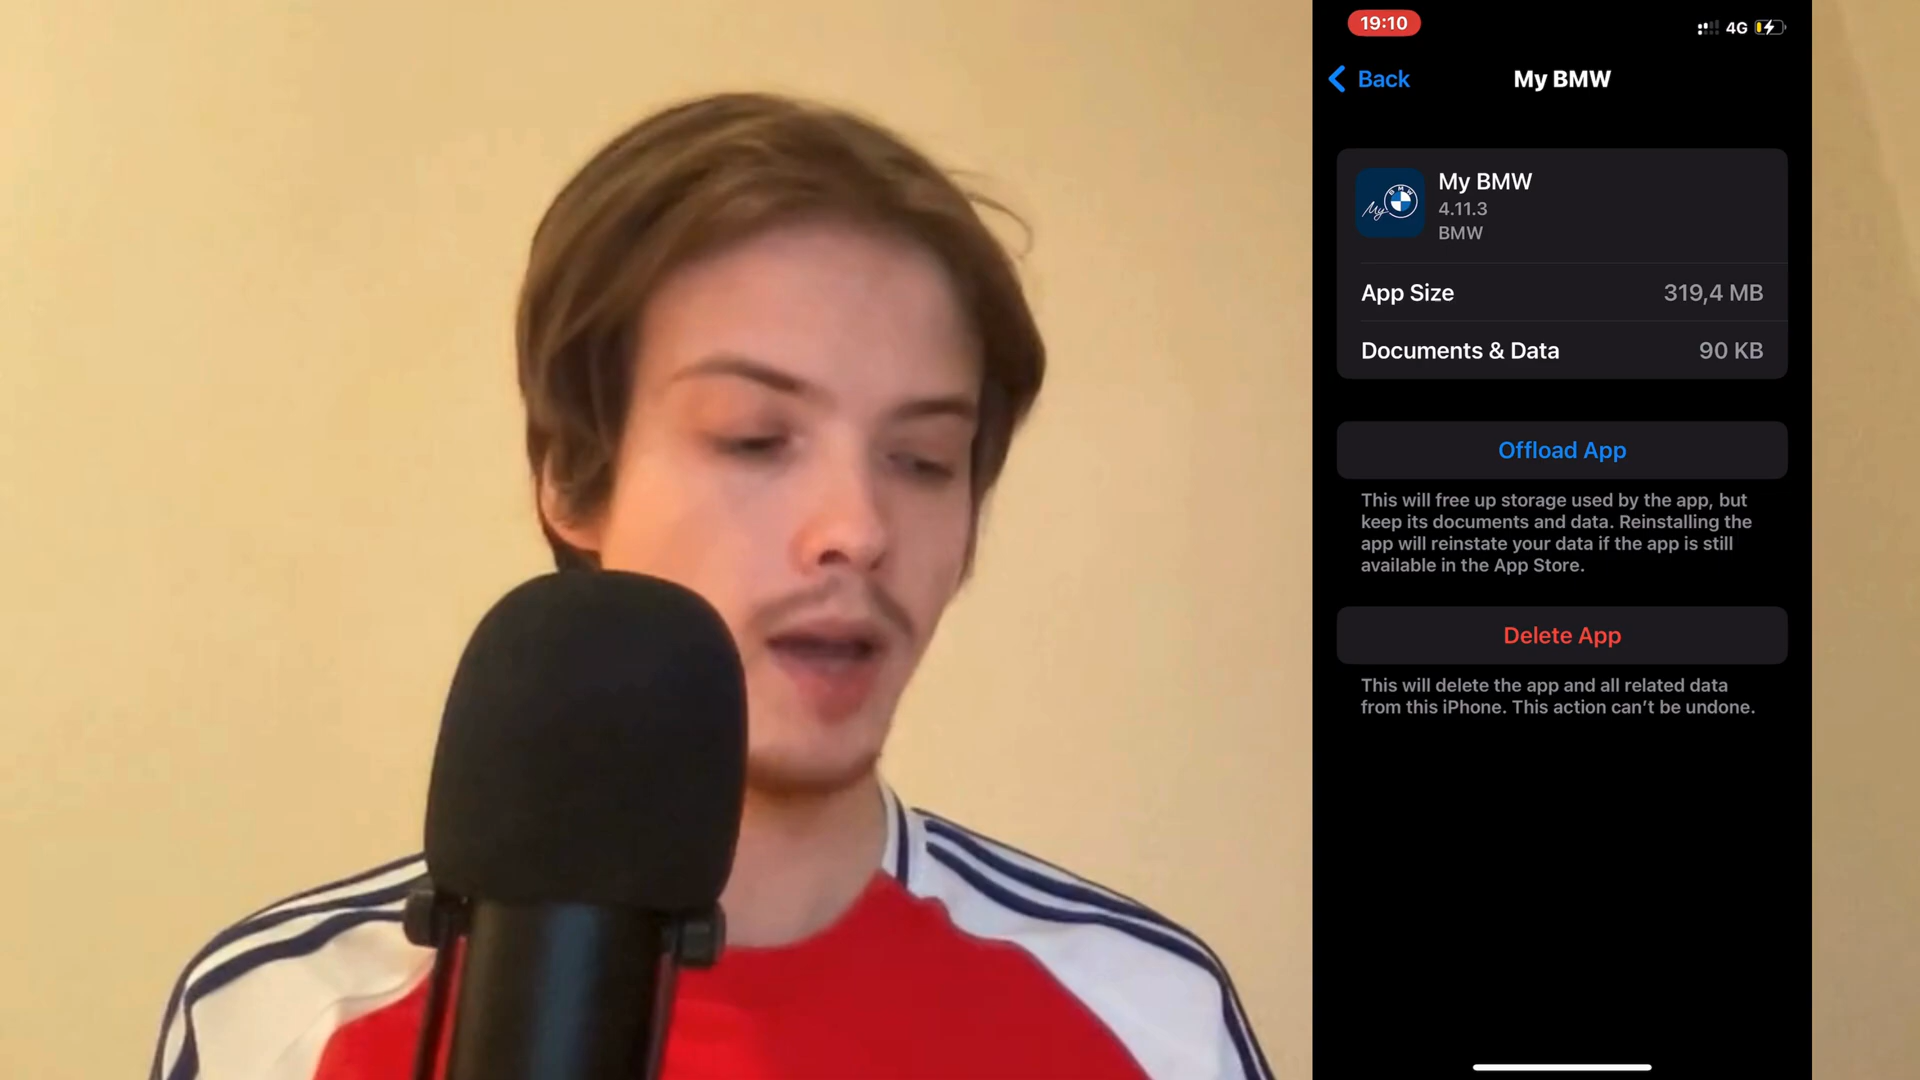 19:10
4G
Back
My BMW
My
BMW
My BMW
4.11.3
BMW
App Size
319,4 MB
Documents & Data
90 KB
Offload App
This will free up storage used by the app, but
keep its documents and data. Reinstalling the
app will reinstate your data if the app is still
available in the App Store.
Delete App
This will delete the app and all related data
from this iPhone. This action can’t be undone.